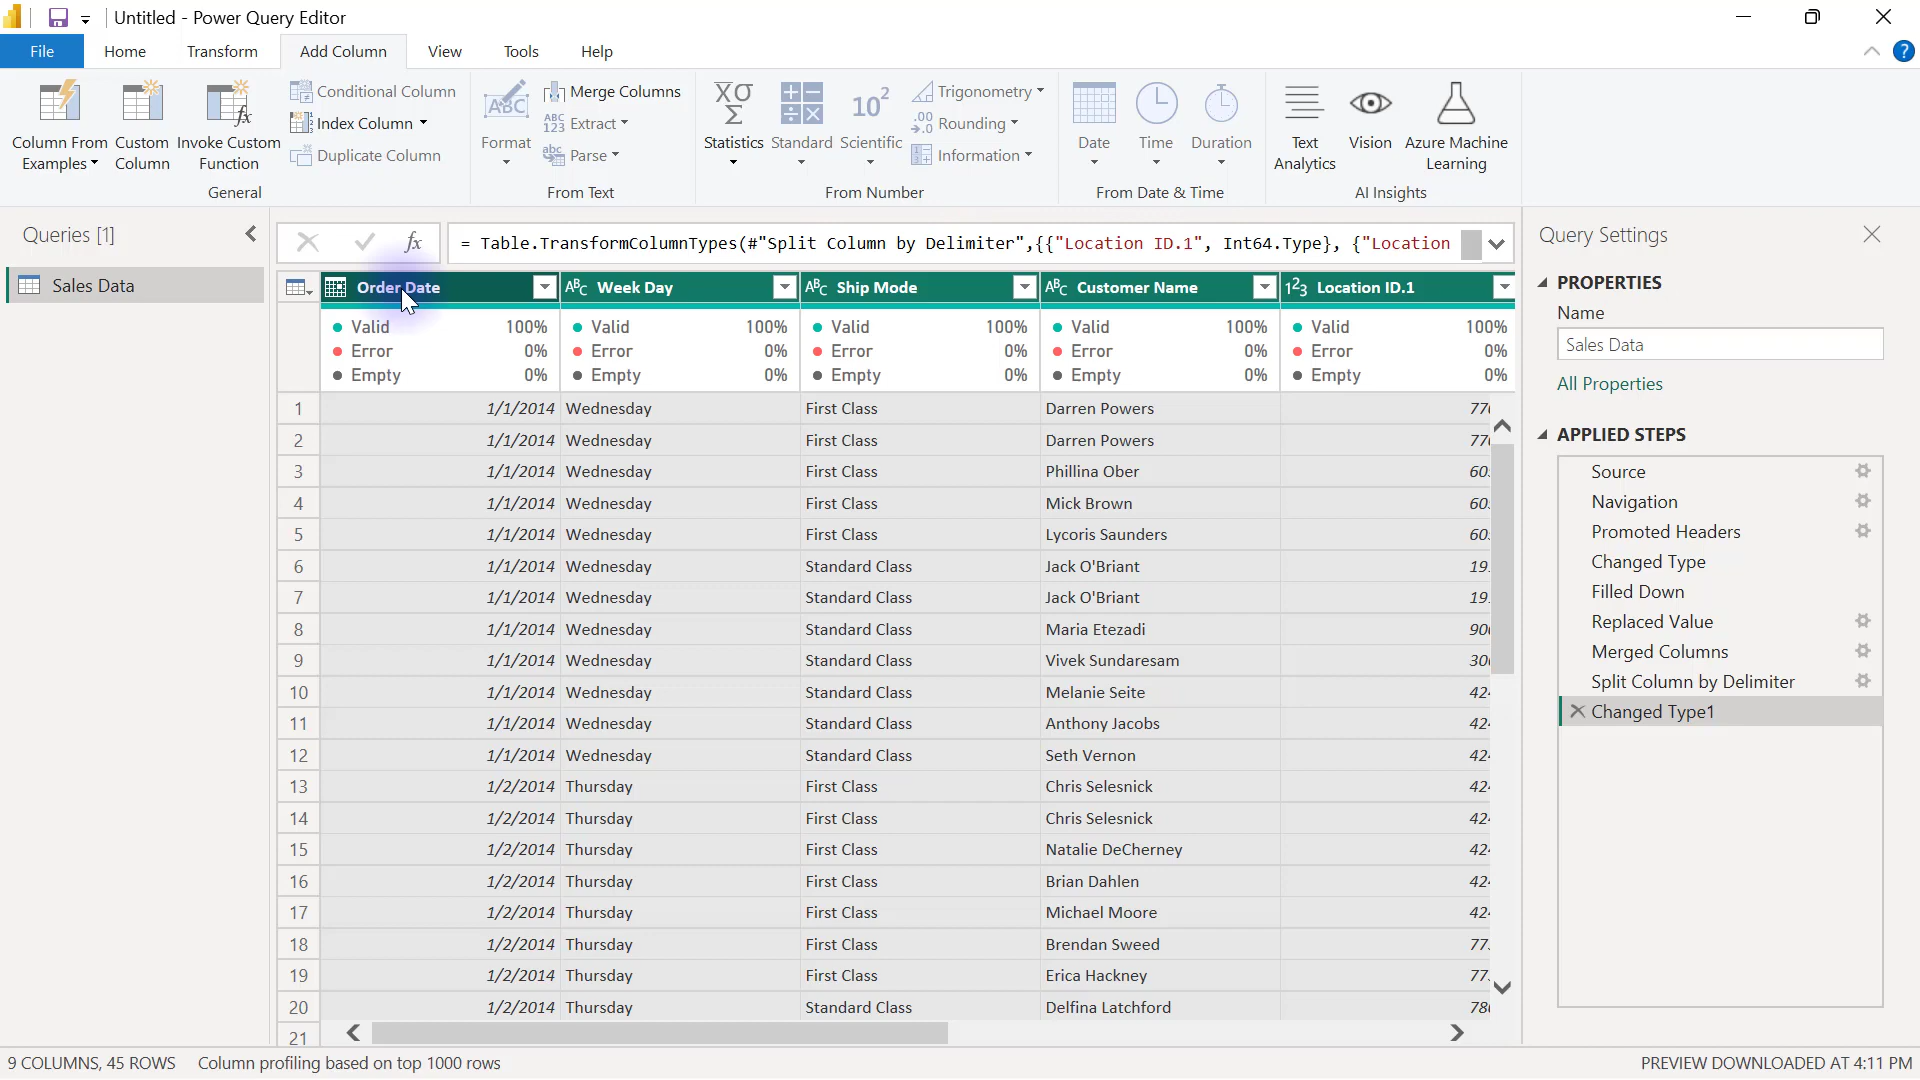 Untitled - Power Query Editor
File Home Transform Add Column View Tools Help
Column From Examples
Custom Column
Invoke Custom Function
Conditional Column
Index Column
Duplicate Column
General
Format
Merge Columns
Extract
Parse
From Text
Statistics
Standard
Scientific
Trigonometry
Rounding
Information
From Number
Date
Time
Duration
From Date & Time
Text Analytics
Vision
Azure Machine Learning
AI Insights
Queries [1]
Sales Data
fx
= Table.TransformColumnTypes(#"Split Column by Delimiter",{{"Location ID.1", Int64.Type}, {"Location
Order Date ABC Week Day ABC Ship Mode ABC Customer Name 123 Location ID.1
Valid 100% Valid 100% Valid 100% Valid 100% Valid 100%
Error 0% Error 0% Error 0% Error 0% Error 0%
Empty 0% Empty 0% Empty 0% Empty 0% Empty 0%
1 1/1/2014 Wednesday First Class Darren Powers
2 1/1/2014 Wednesday First Class Darren Powers
3 1/1/2014 Wednesday First Class Phillina Ober
4 1/1/2014 Wednesday First Class Mick Brown
5 1/1/2014 Wednesday First Class Lycoris Saunders
6 1/1/2014 Wednesday Standard Class Jack O'Briant
7 1/1/2014 Wednesday Standard Class Jack O'Briant
8 1/1/2014 Wednesday Standard Class Maria Etezadi
9 1/1/2014 Wednesday Standard Class Vivek Sundaresam
10 1/1/2014 Wednesday Standard Class Melanie Seite
11 1/1/2014 Wednesday Standard Class Anthony Jacobs
12 1/1/2014 Wednesday Standard Class Seth Vernon
13 1/2/2014 Thursday First Class Chris Selesnick
14 1/2/2014 Thursday First Class Chris Selesnick
15 1/2/2014 Thursday First Class Natalie DeCherney
16 1/2/2014 Thursday First Class Brian Dahlen
17 1/2/2014 Thursday First Class Michael Moore
18 1/2/2014 Thursday First Class Brendan Sweed
19 1/2/2014 Thursday First Class Erica Hackney
20 1/2/2014 Thursday Standard Class Delfina Latchford
21
Query Settings
PROPERTIES
Name
Sales Data
All Properties
APPLIED STEPS
Source
Navigation
Promoted Headers
Changed Type
Filled Down
Replaced Value
Merged Columns
Split Column by Delimiter
Changed Type1
9 COLUMNS, 45 ROWS Column profiling based on top 1000 rows
PREVIEW DOWNLOADED AT 4:11 PM